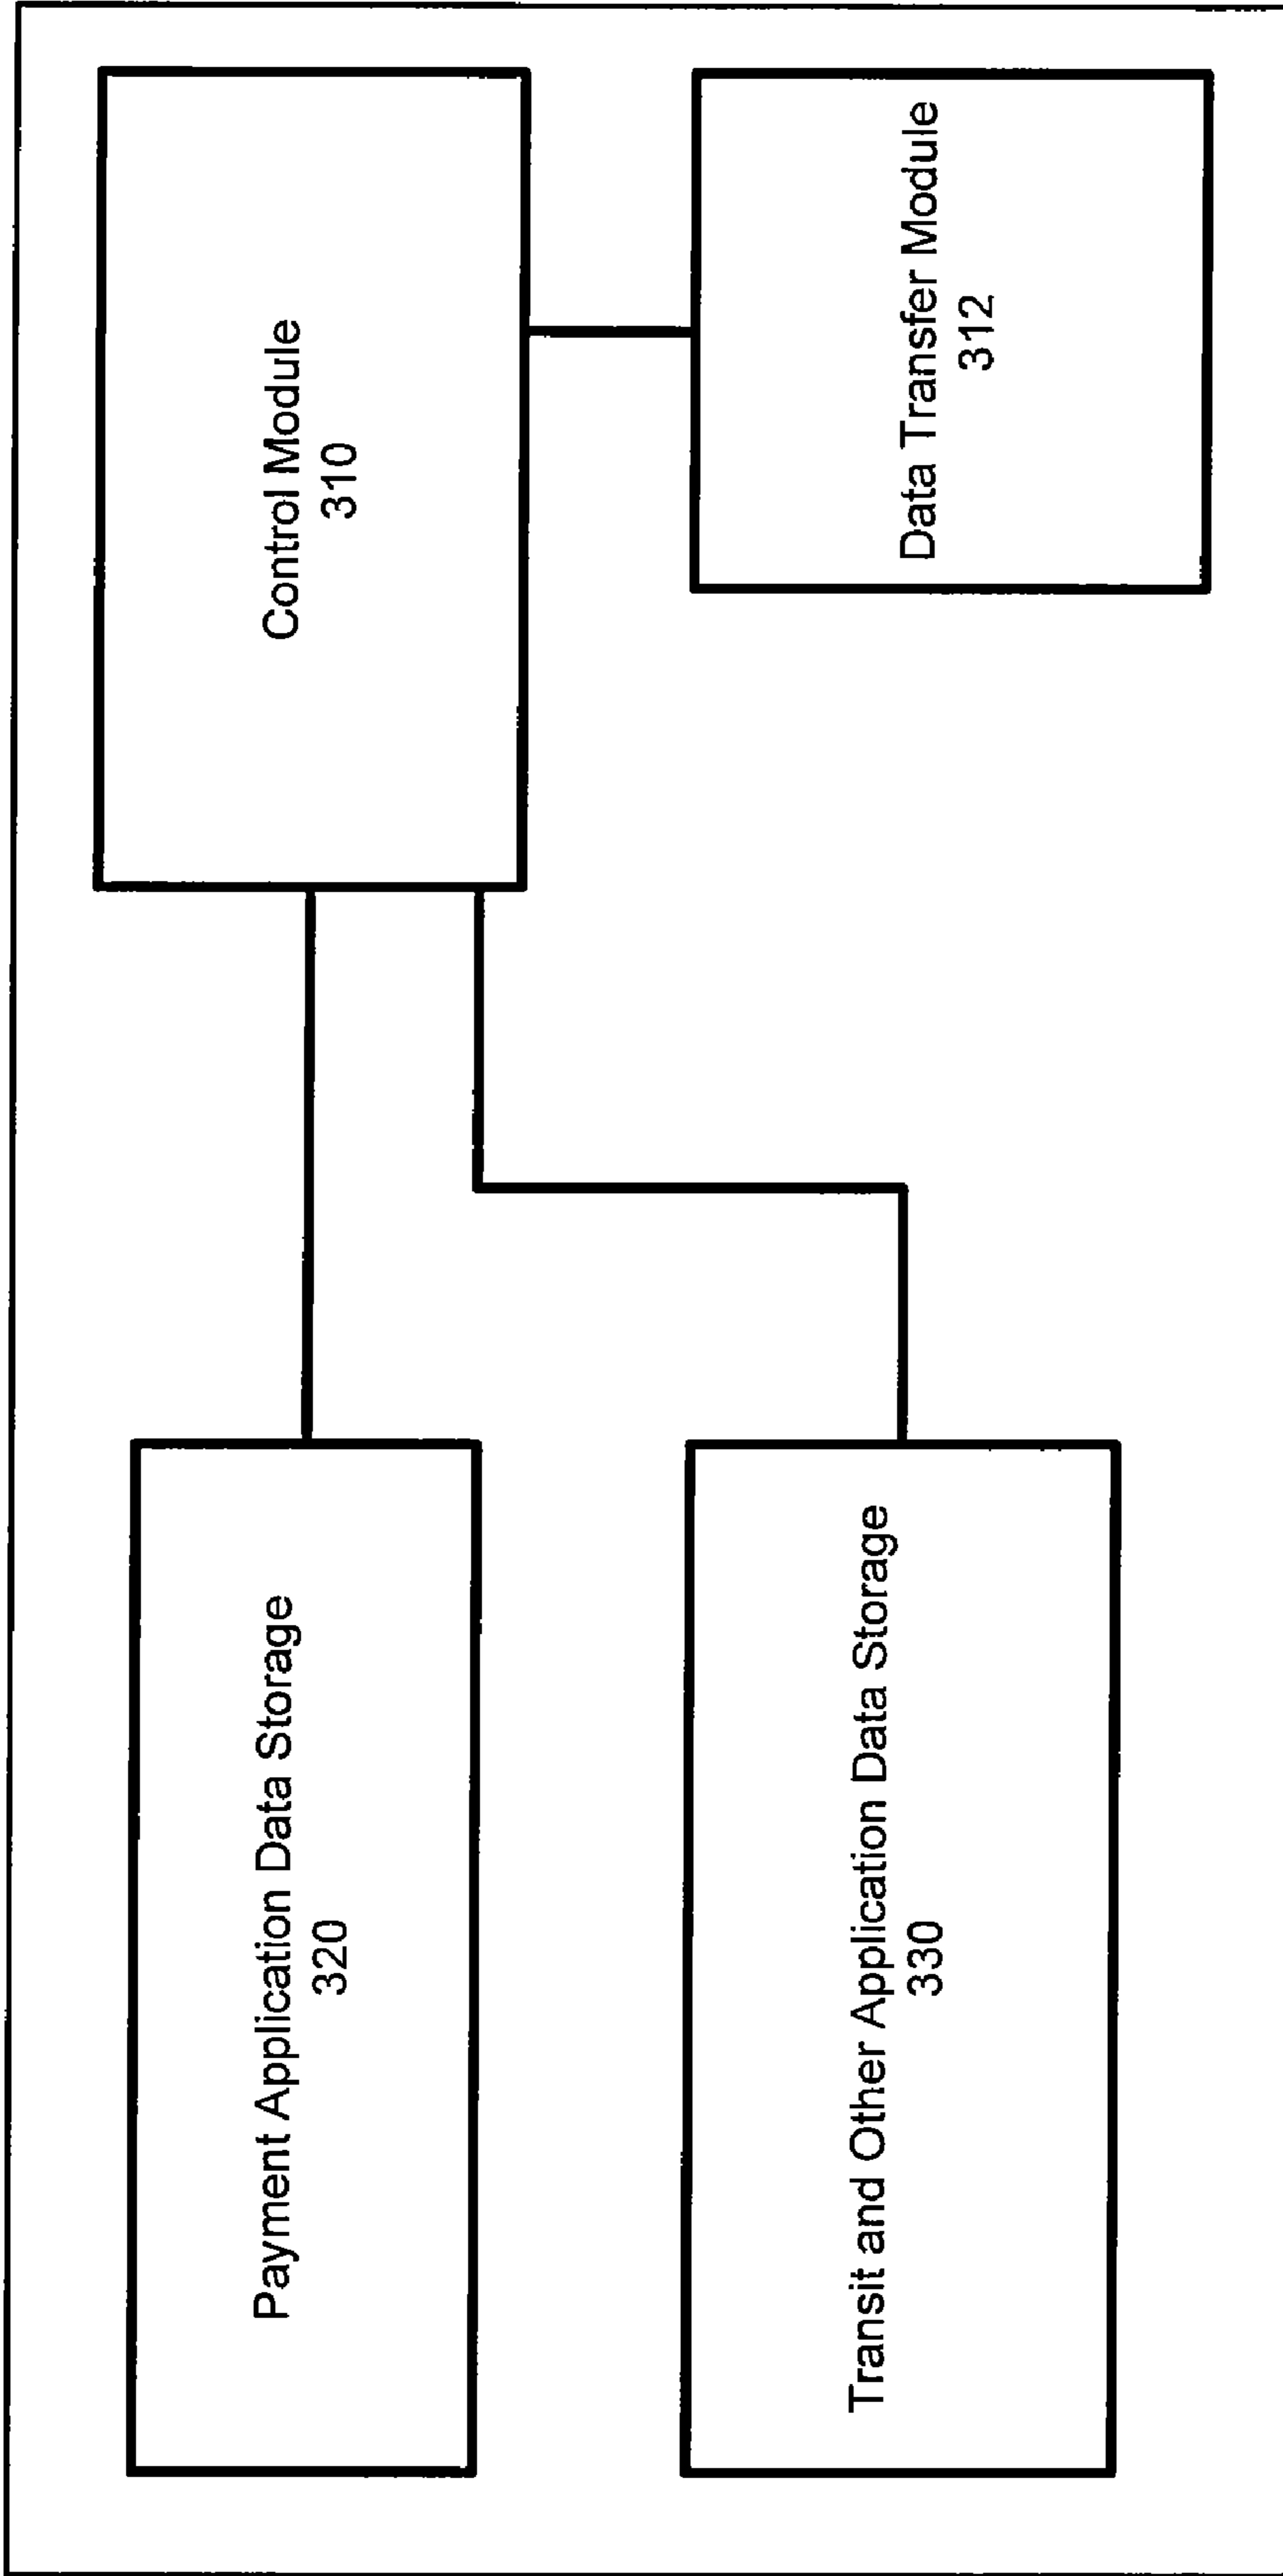 Payment Application Data Storage
320
Control Module
310
Transit and Other Application Data Storage
330
Data Transfer Module
312